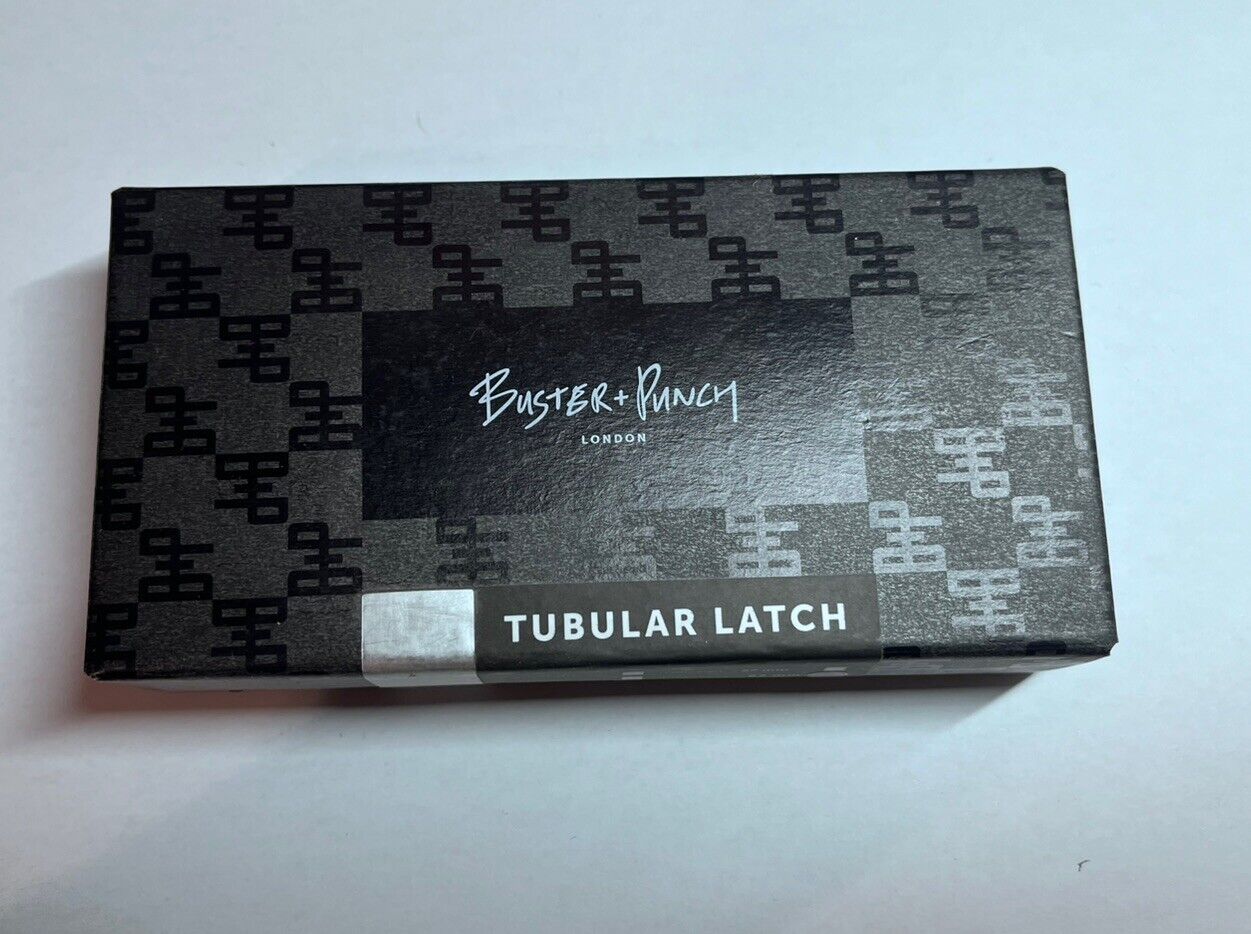 BUSTER + PUNCH
LONDON
TUBULAR LATCH